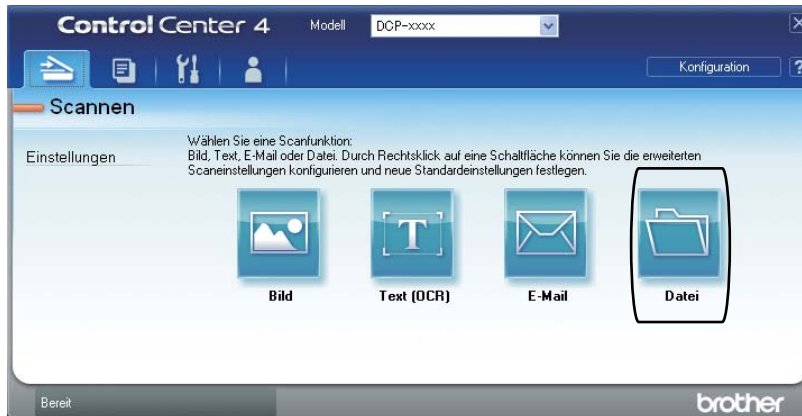 Control Center 4 Modell DCP-xxxx
Konfiguration ?
Scannen
Einstellungen
Wählen Sie eine Scanfunktion:
Bild, Text, E-Mail oder Datei. Durch Rechtsklick auf eine Schaltfläche können Sie die erweiterten
Scaneinstellungen konfigurieren und neue Standardeinstellungen festlegen.
T
Bild Text (OCR) E-Mail Datei
Bereit brother